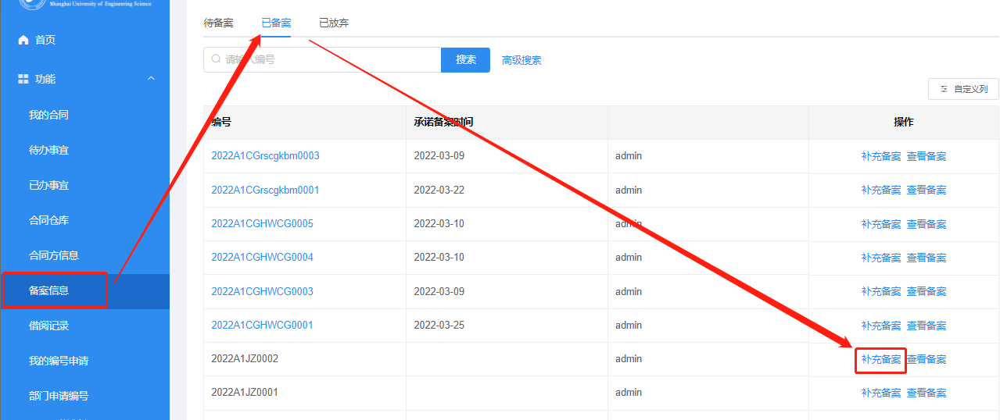 Shanghai University of Engineering Science
首页
功能
我的合同
待办事宜
已办事宜
合同仓库
合同方信息
备案信息
借阅记录
我的编号申请
部门申请编号
待备案 已备案 已放弃
请输入编号 搜索 高级搜索
自定义列
编号 承诺备案时间 操作
2022A1CGrscgkbm0003 2022-03-09 admin 补充备案 查看备案
2022A1CGrscgkbm0001 2022-03-22 admin 补充备案 查看备案
2022A1CGHWCG0005 2022-03-10 admin 补充备案 查看备案
2022A1CGHWCG0004 2022-03-10 admin 补充备案 查看备案
2022A1CGHWCG0003 2022-03-09 admin 补充备案 查看备案
2022A1CGHWCG0001 2022-03-25 admin 补充备案 查看备案
2022A1JZ0002 admin 补充备案 查看备案
2022A1JZ0001 admin 补充备案 查看备案